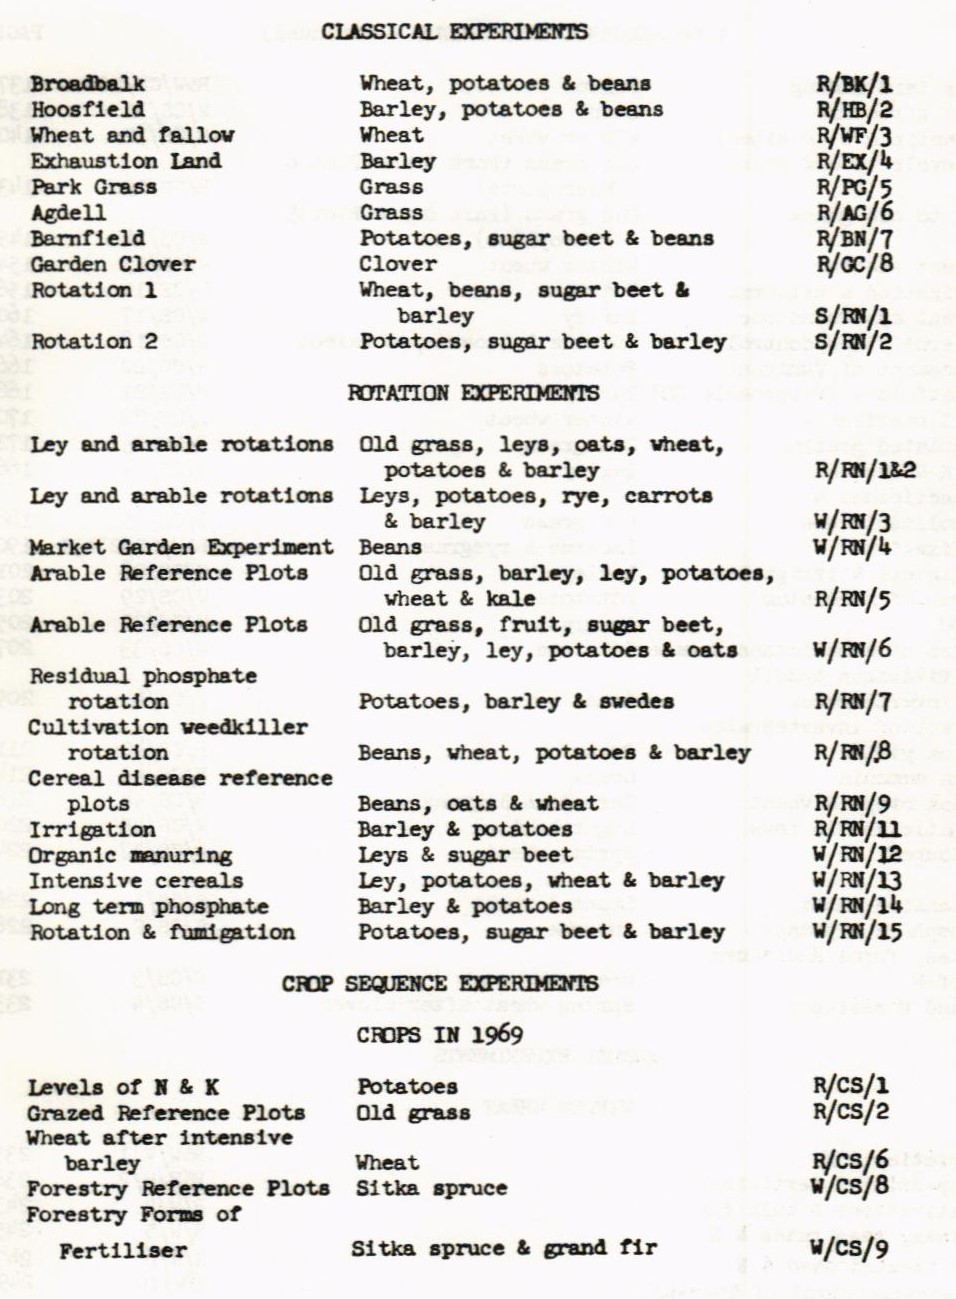 CLASSICAL EXPERIMENTS
Broadbalk Wheat, potatoes & beans R/BK/1
Hoosfield Barley, potatoes & beans R/HB/2
Wheat and fallow Wheat R/WF/3
Exhaustion Land Barley R/EX/4
Park Grass Grass R/PG/5
Agdell Grass R/AG/6
Barnfield Potatoes, sugar beet & beans R/BN/7
Garden Clover Clover R/GC/8
Rotation 1 Wheat, beans, sugar beet &
barley S/RN/1
Rotation 2 Potatoes, sugar beet & barley S/RN/2
ROTATION EXPERIMENTS
Ley and arable rotations Old grass, leys, oats, wheat,
potatoes & barley R/RN/1&2
Ley and arable rotations Leys, potatoes, rye, carrots
& barley W/RN/3
Market Garden Experiment Beans W/RN/4
Arable Reference Plots Old grass, barley, ley, potatoes,
wheat & kale R/RN/5
Arable Reference Plots Old grass, fruit, sugar beet,
barley, ley, potatoes & oats W/RN/6
Residual phosphate
rotation Potatoes, barley & swedes R/RN/7
Cultivation weedkiller
rotation Beans, wheat, potatoes & barley R/RN/8
Cereal disease reference
plots Beans, oats & wheat R/RN/9
Irrigation Barley & potatoes R/RN/11
Organic manuring Leys & sugar beet W/RN/12
Intensive cereals Ley, potatoes, wheat & barley W/RN/13
Long term phosphate Barley & potatoes W/RN/14
Rotation & fumigation Potatoes, sugar beet & barley W/RN/15
CROP SEQUENCE EXPERIMENTS
CROPS IN 1969
Levels of N & K Potatoes R/CS/1
Grazed Reference Plots Old grass R/CS/2
Wheat after intensive
barley Wheat R/CS/6
Forestry Reference Plots Sitka spruce W/CS/8
Forestry Forms of
Fertiliser Sitka spruce & grand fir W/CS/9